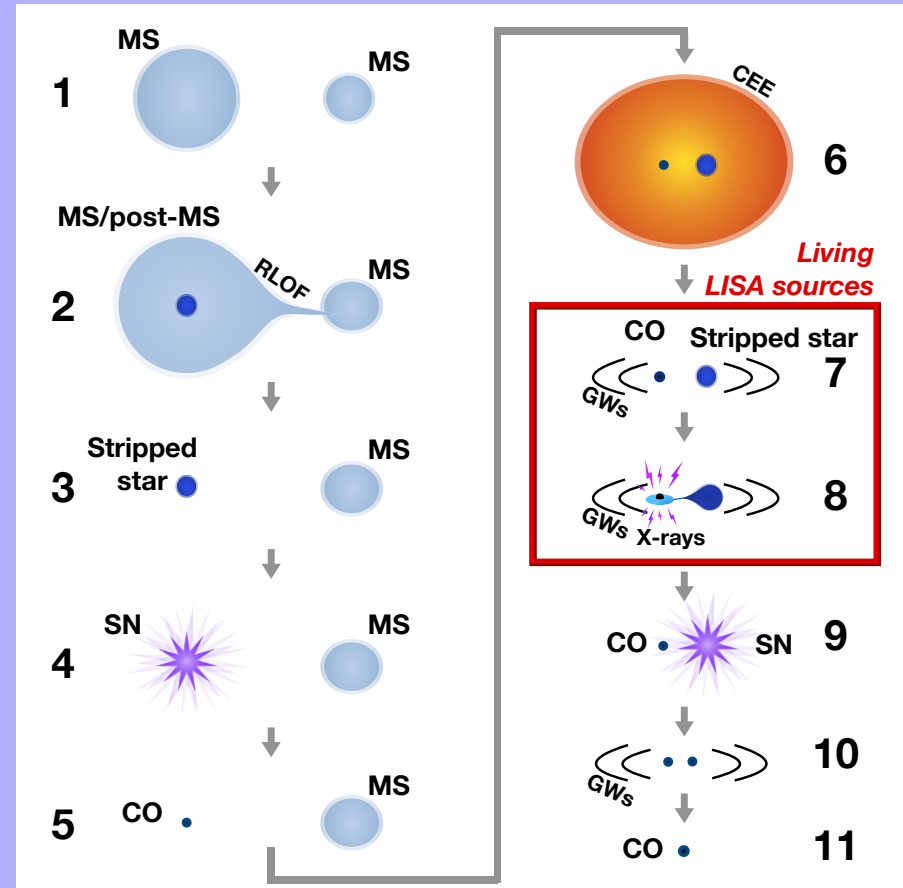 MS
MS
1
MS/post-MS
RLOF
MS
2
Stripped
star
MS
3
SN
MS
4
CO
MS
5
CEE
6
Living
LISA sources
CO
Stripped star
GWs
7
GWs
X-rays
8
CO
SN
9
GWs
10
CO
11